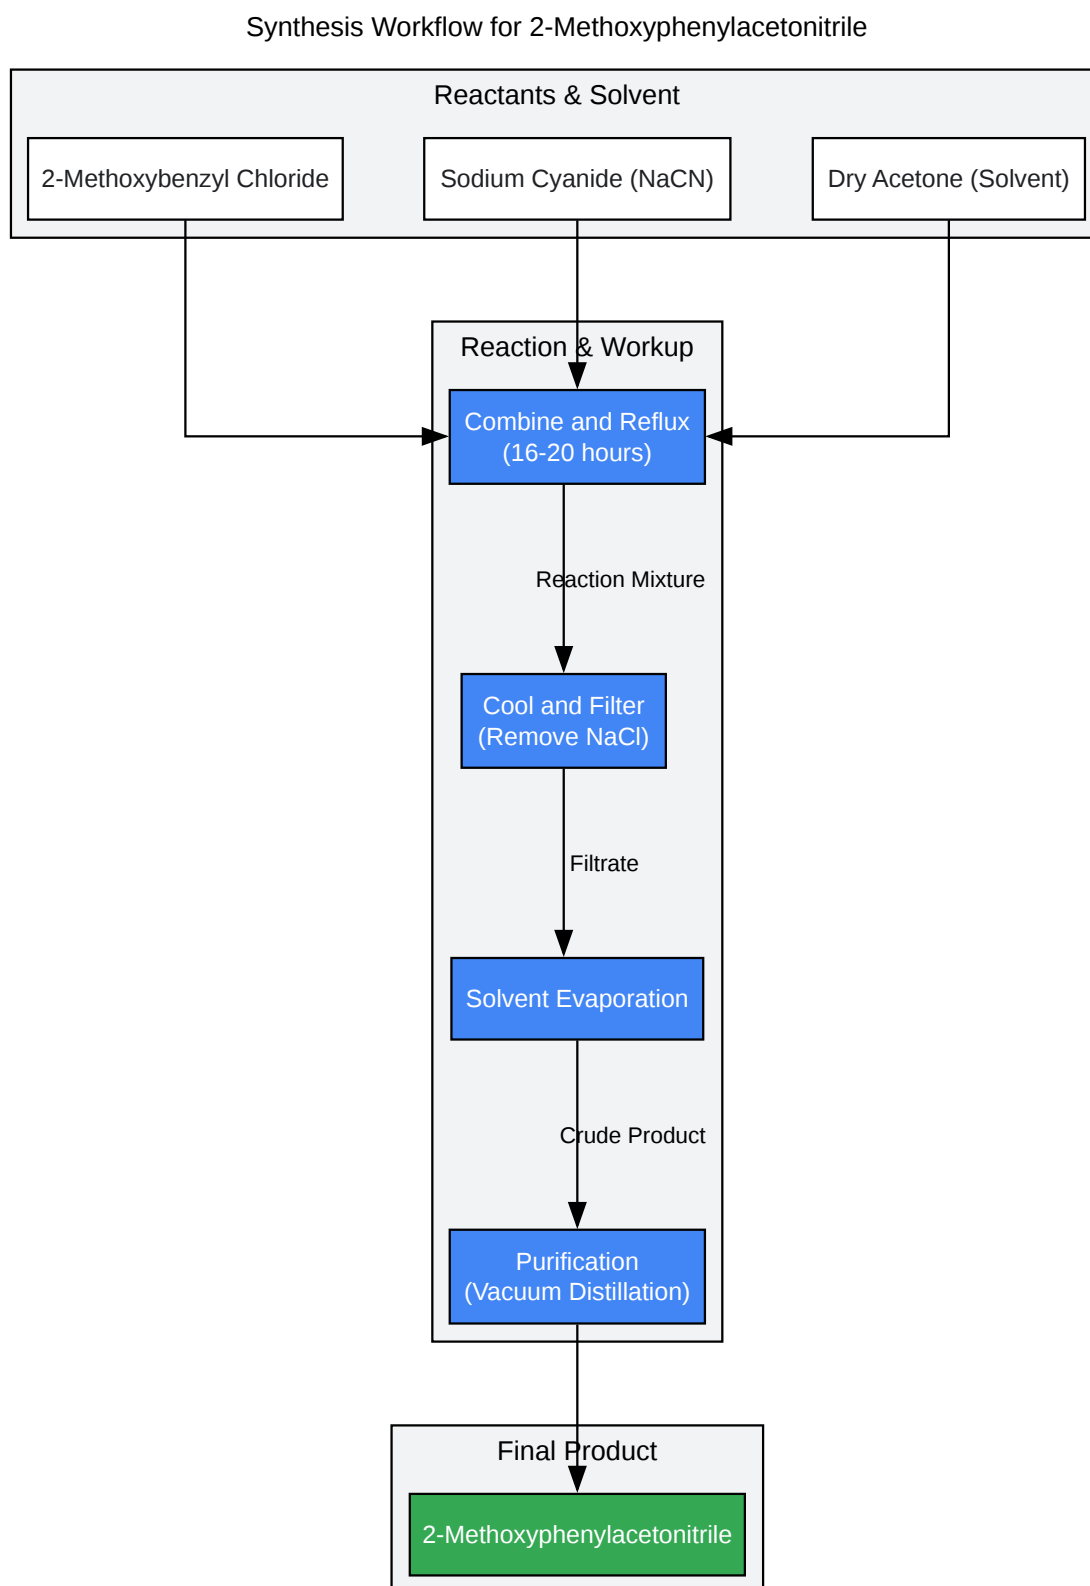 Synthesis Workflow for 2-Methoxyphenylacetonitrile
Reactants & Solvent
2-Methoxybenzyl Chloride
Sodium Cyanide (NaCN)
Dry Acetone (Solvent)
Reaction & Workup
Combine and Reflux
(16-20 hours)
Reaction Mixture
Cool and Filter
(Remove NaCl)
Filtrate
Solvent Evaporation
Crude Product
Purification
(Vacuum Distillation)
Final Product
2-Methoxyphenylacetonitrile